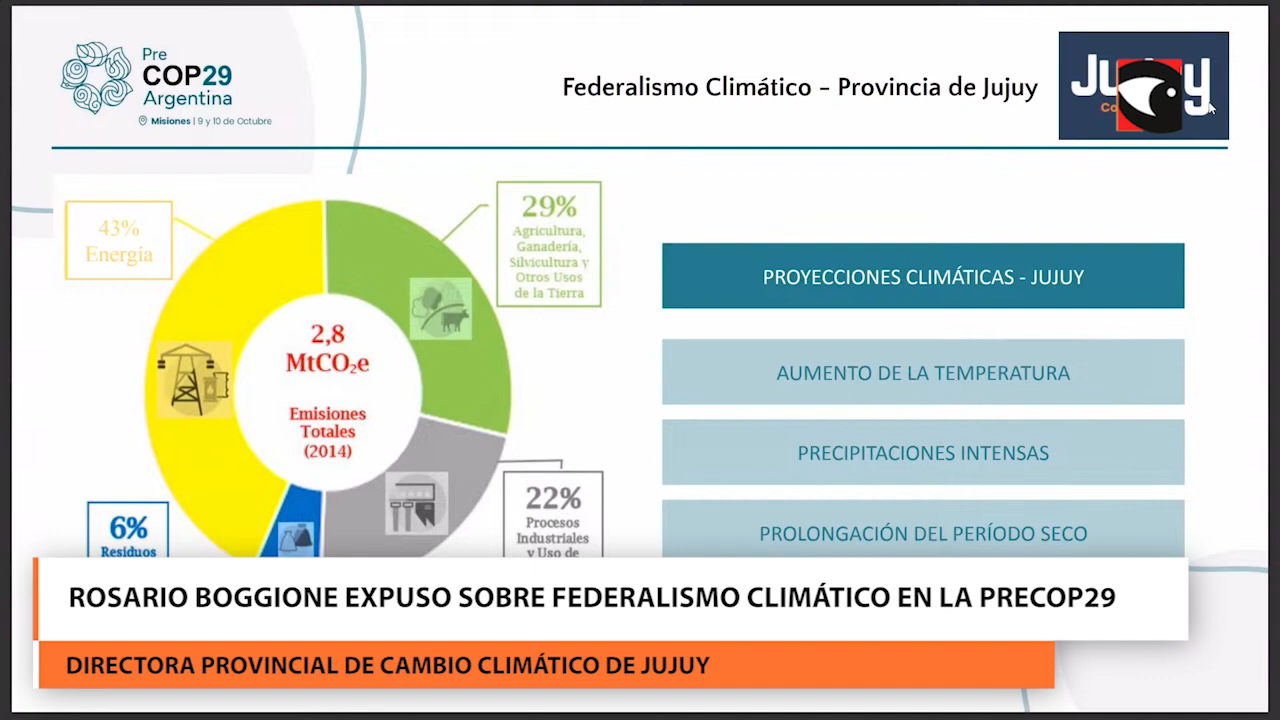 Pre
COP29
Argentina
Misiones | 9 y 10 de Octubre
Federalismo Climático - Provincia de Jujuy
43%
Energía
29%
Agricultura,
Ganadería,
Silvicultura y
Otros Usos
de la Tierra
2,8
MtCO₂e
Emisiones
Totales
(2014)
6%
Residuos
22%
Procesos
Industriales
y Uso de
PROYECCIONES CLIMÁTICAS - JUJUY
AUMENTO DE LA TEMPERATURA
PRECIPITACIONES INTENSAS
PROLONGACIÓN DEL PERÍODO SECO
ROSARIO BOGGIONE EXPUSO SOBRE FEDERALISMO CLIMÁTICO EN LA PRECOP29
DIRECTORA PROVINCIAL DE CAMBIO CLIMÁTICO DE JUJUY